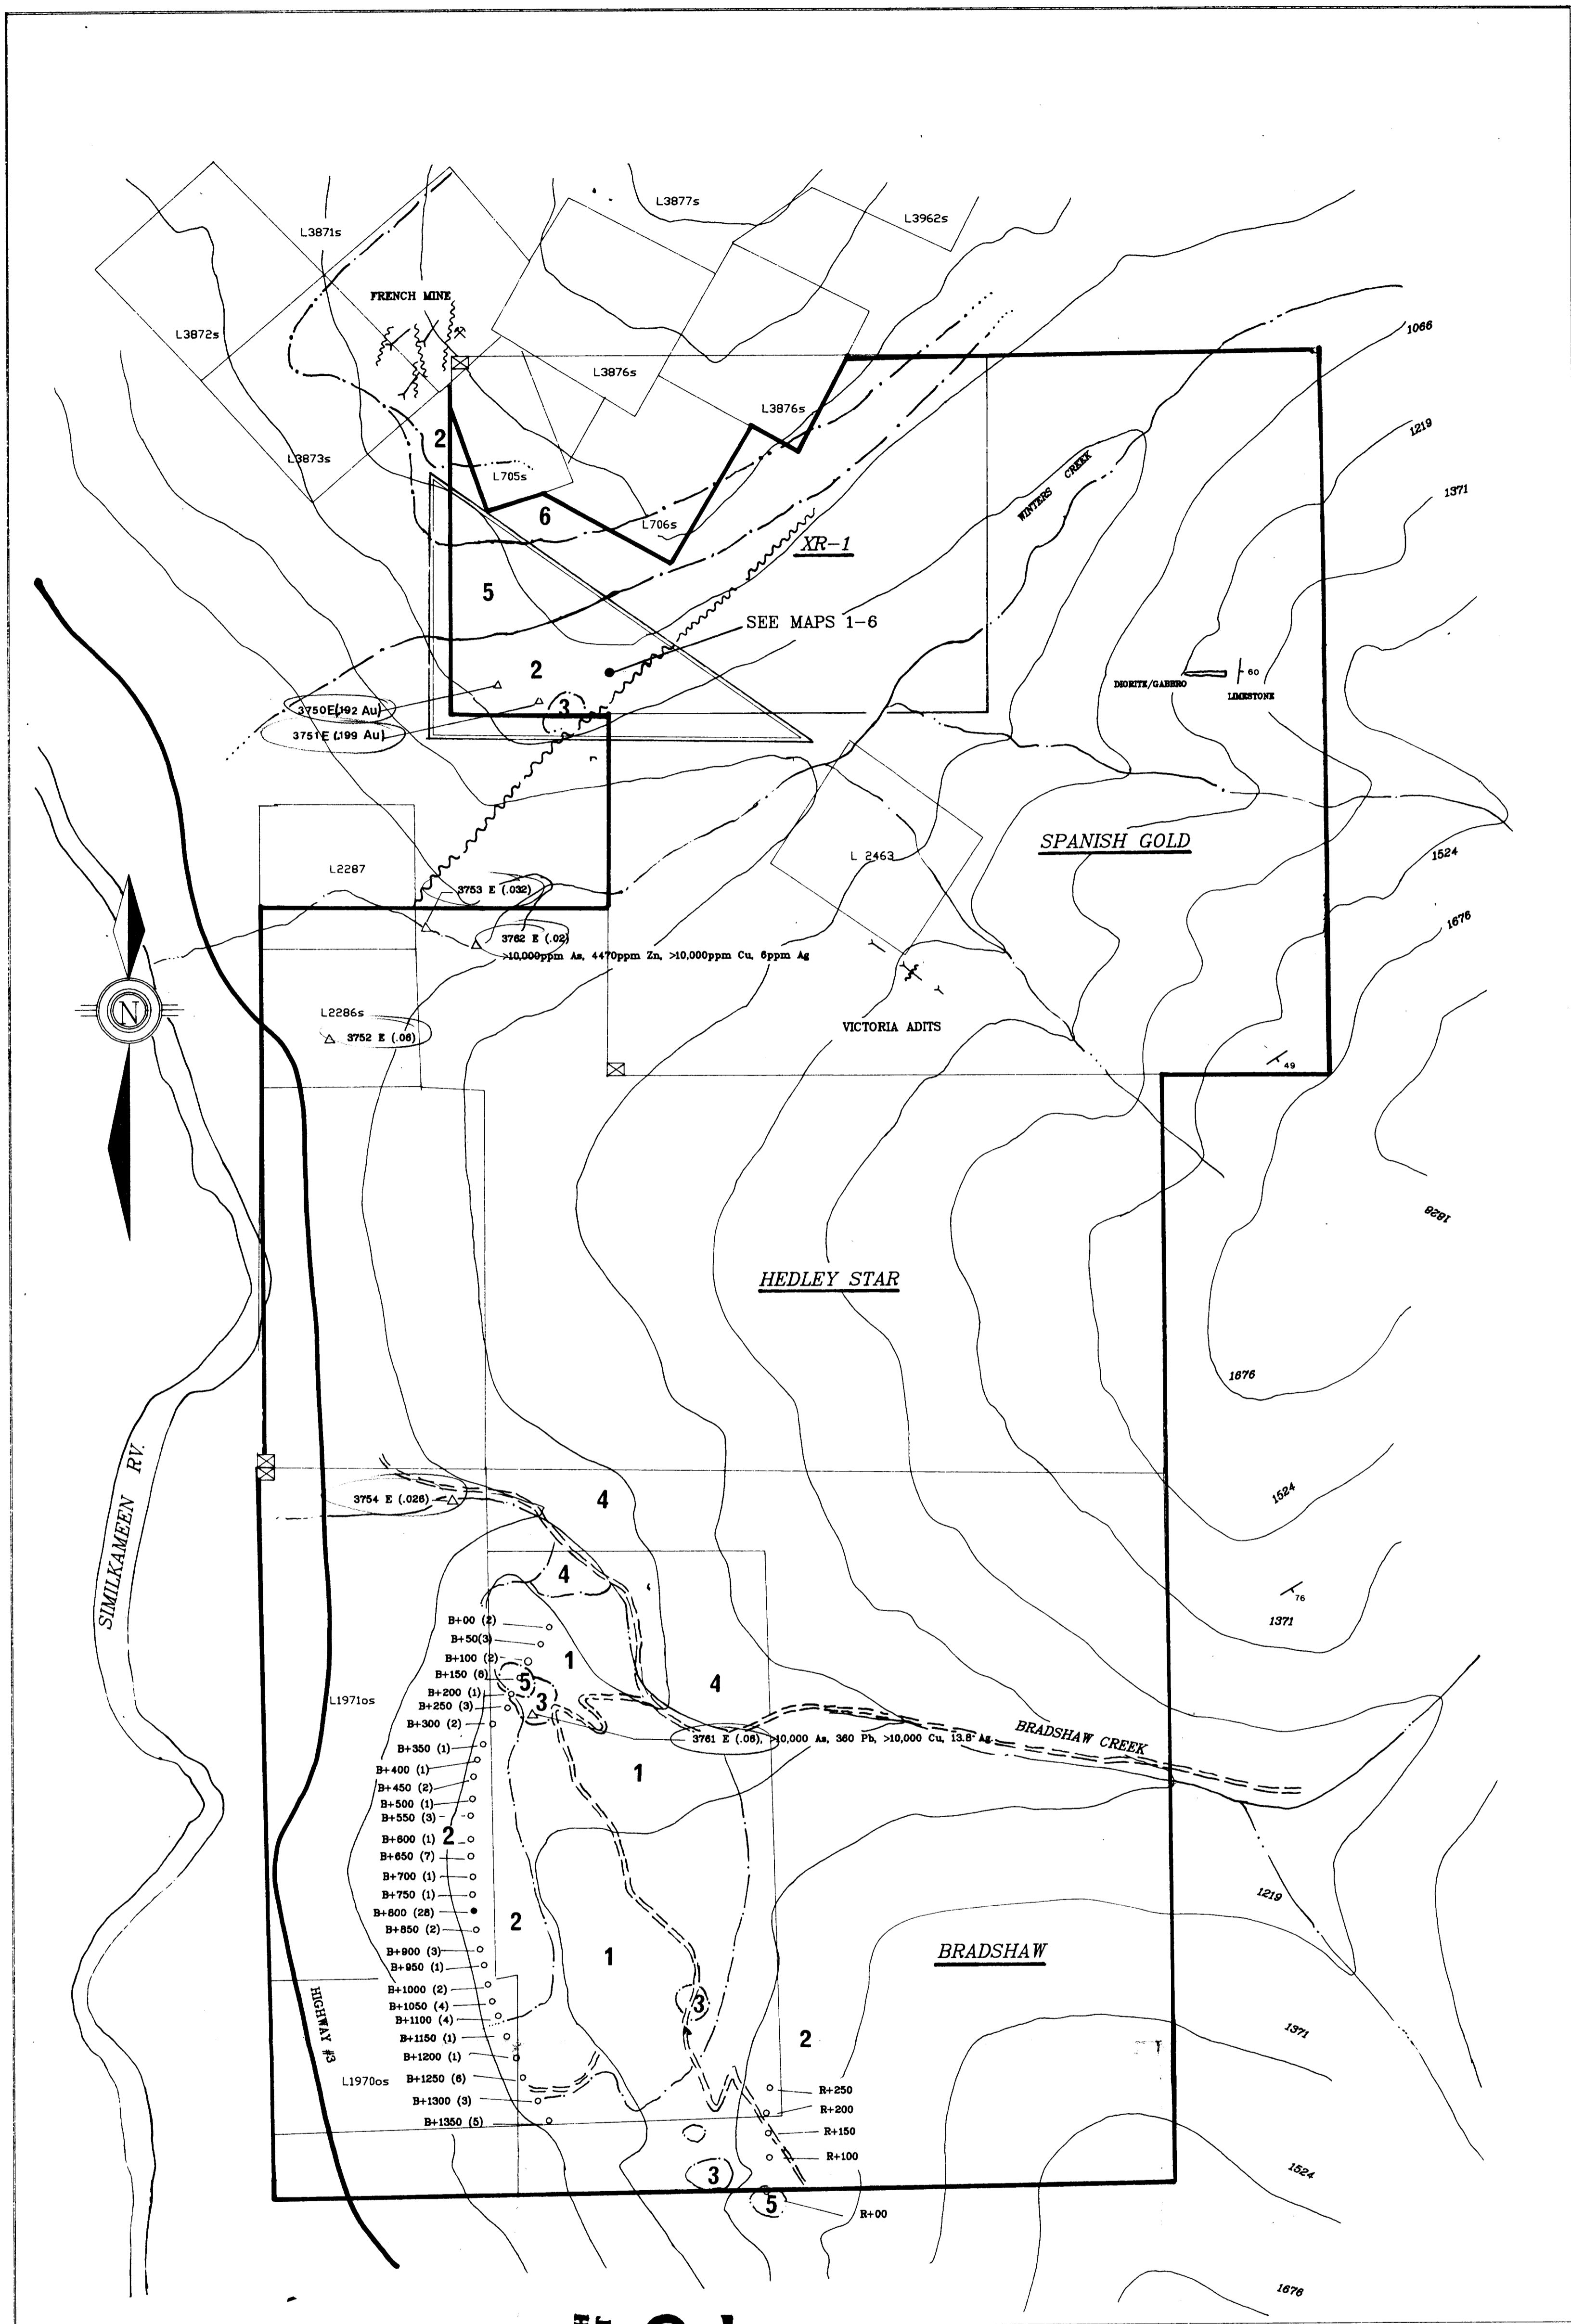 L3877s
L3962s
L3871s
FRENCH MINE
L3872s
1066
L3876s
L3876s
1219
2
L3873s
L705s
WINTERS CREEK
1371
6
L706s
XR-1
5
SEE MAPS 1-6
2
60
DIORITE/GABBRO
LIMESTONE
3750E(.192 Au)
3
3751E (.199 Au)
SPANISH GOLD
L2287
L 2463
1524
3753 E (.032)
1676
3762 E (.02)
>10,000ppm As, 4470ppm Zn, >10,000ppm Cu, 6ppm Ag
N
L2286s
3752 E (.06)
VICTORIA ADITS
49
1828
HEDLEY STAR
1676
SIMILKAMEEN RV.
3754 E (.026)
4
1524
4
76
1371
B+00 (2)
B+50(3)
B+100 (2)
1
B+150 (6)
5
4
B+200 (1)
L1971os
B+250 (3)
3
B+300 (2)
BRADSHAW CREEK
3761 E (.06), >10,000 As, 360 Pb, >10,000 Cu, 13.8 Ag
B+350 (1)
B+400 (1)
1
B+450 (2)
B+500 (1)
B+550 (3)
B+600 (1)
2
B+650 (7)
B+700 (1)
B+750 (1)
1219
B+800 (28)
2
B+850 (2)
B+900 (3)
1
BRADSHAW
B+950 (1)
B+1000 (2)
3
B+1050 (4)
B+1100 (4)
HIGHWAY #3
1371
B+1150 (1)
2
B+1200 (1)
L1970os
B+1250 (6)
R+250
B+1300 (3)
R+200
B+1350 (5)
R+150
R+100
3
1524
5
R+00
1676